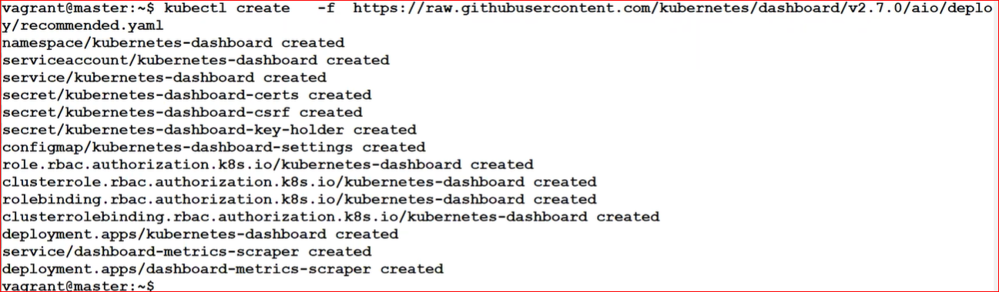 vagrant@master:~$ kubectl create   -f  https://raw.githubusercontent.com/kubernetes/dashboard/v2.7.0/aio/deplo
y/recommended.yaml
namespace/kubernetes-dashboard created
serviceaccount/kubernetes-dashboard created
service/kubernetes-dashboard created
secret/kubernetes-dashboard-certs created
secret/kubernetes-dashboard-csrf created
secret/kubernetes-dashboard-key-holder created
configmap/kubernetes-dashboard-settings created
role.rbac.authorization.k8s.io/kubernetes-dashboard created
clusterrole.rbac.authorization.k8s.io/kubernetes-dashboard created
rolebinding.rbac.authorization.k8s.io/kubernetes-dashboard created
clusterrolebinding.rbac.authorization.k8s.io/kubernetes-dashboard created
deployment.apps/kubernetes-dashboard created
service/dashboard-metrics-scraper created
deployment.apps/dashboard-metrics-scraper created
vagrant@master:~$